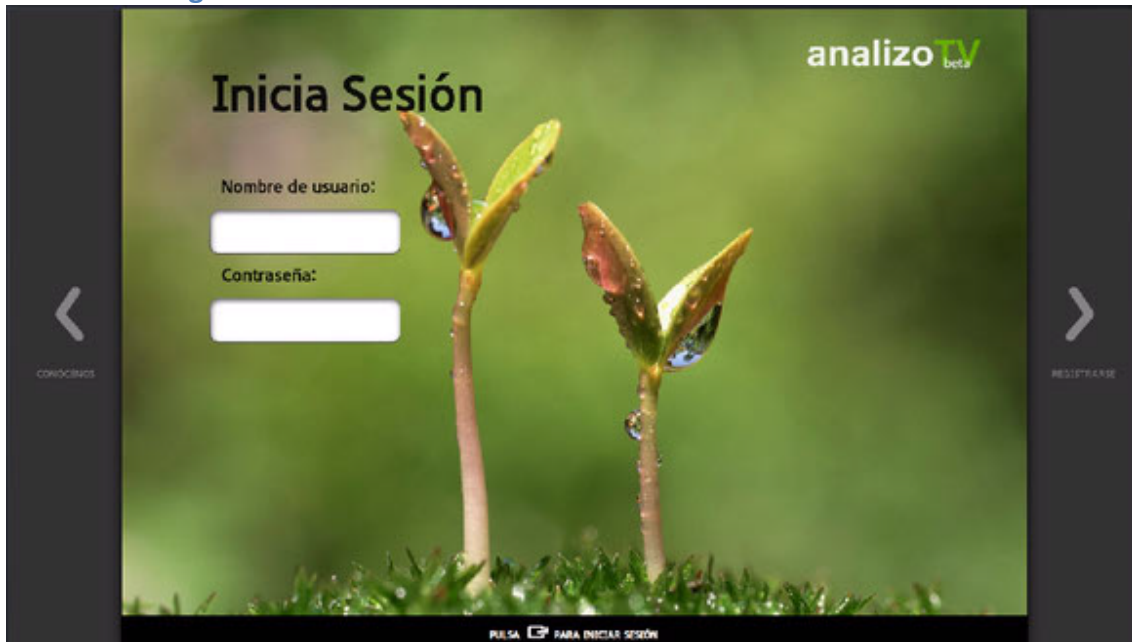 analizoTV
beta
Inicia Sesión
Nombre de usuario:
Contraseña:
CONÓCENOS
REGISTRARSE
PULSA PARA INICIAR SESIÓN